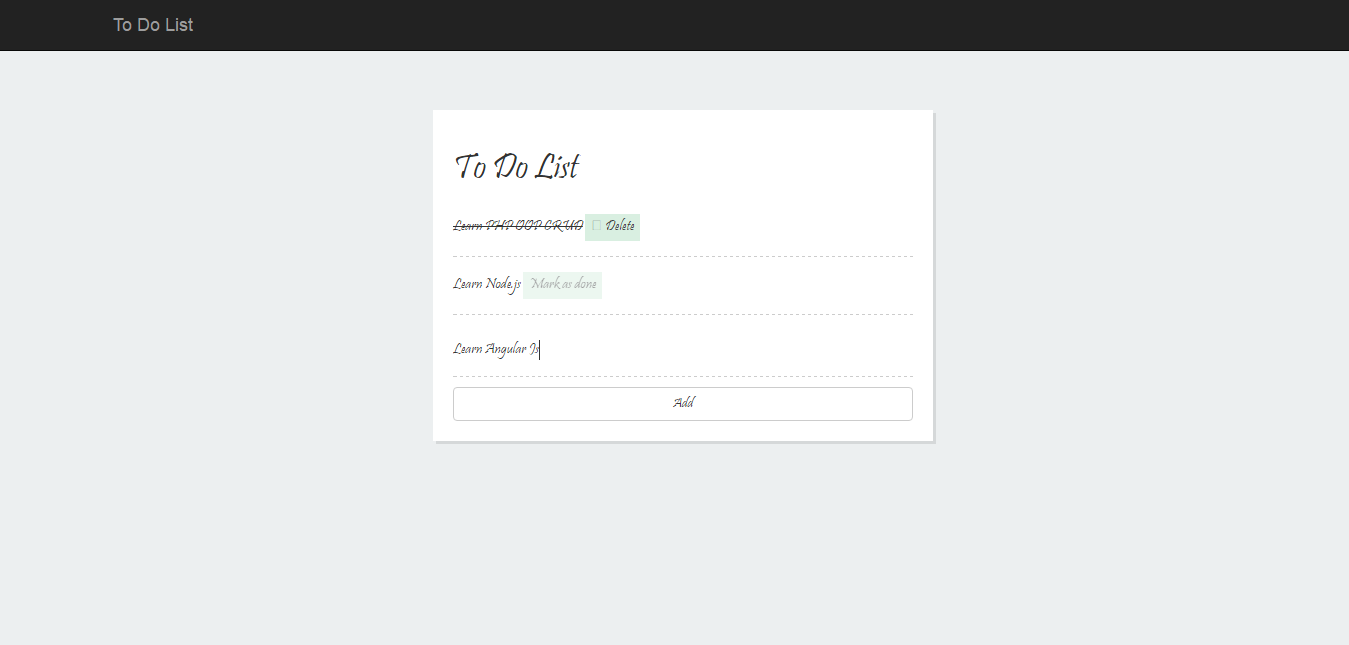 To Do List
To Do List
Learn PHP OOP CRUD Delete
Learn Node.js Mark as done
Learn Angular Js
Add